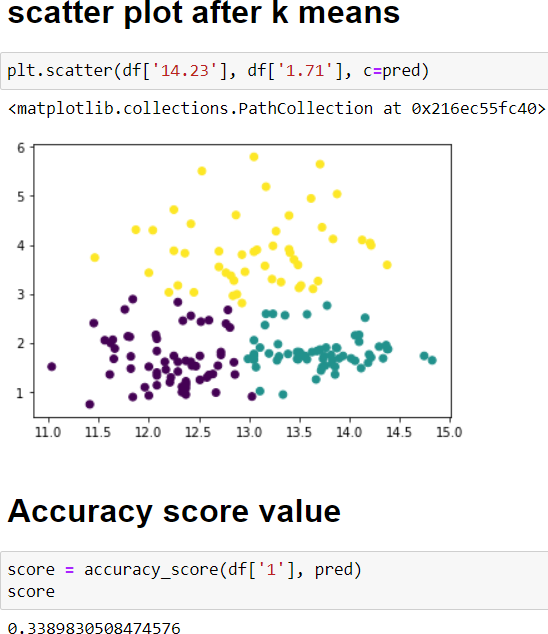 scatter plot after k means
plt.scatter(df['14.23'], df['1.71'], c=pred)
<matplotlib.collections.PathCollection at 0x216ec55fc40>
6
5
4
3
2
1
11.0 11.5 12.0 12.5 13.0 13.5 14.0 14.5 15.0
Accuracy score value
score = accuracy_score(df['1'], pred)
score
0.3389830508474576